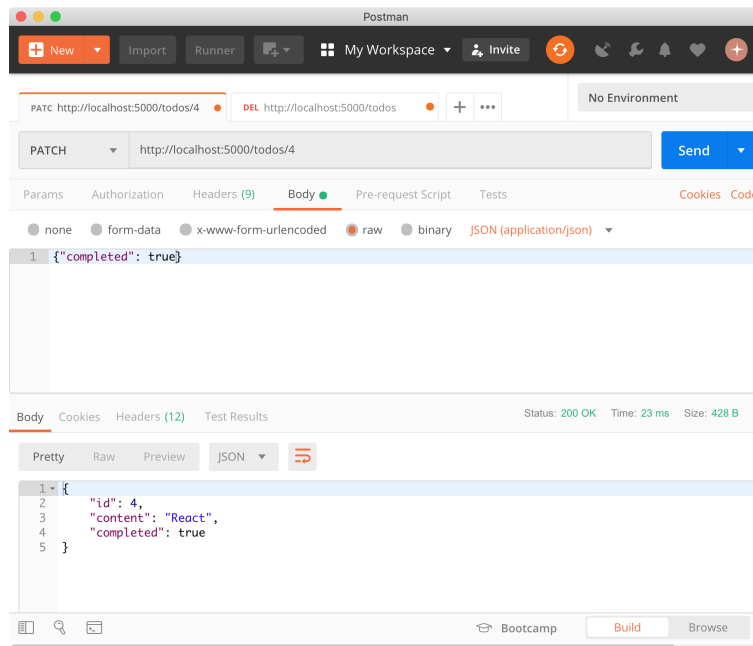 Postman
New Import Runner My Workspace Invite
PATC http://localhost:5000/todos/4 DEL http://localhost:5000/todos + ••• No Environment
PATCH http://localhost:5000/todos/4 Send
Params Authorization Headers (9) Body Pre-request Script Tests Cookies Code
none form-data x-www-form-urlencoded raw binary JSON (application/json)
1 {"completed": true}
Body Cookies Headers (12) Test Results Status: 200 OK Time: 23 ms Size: 428 B
Pretty Raw Preview JSON
1 {
2 "id": 4,
3 "content": "React",
4 "completed": true
5 }
Bootcamp Build Browse